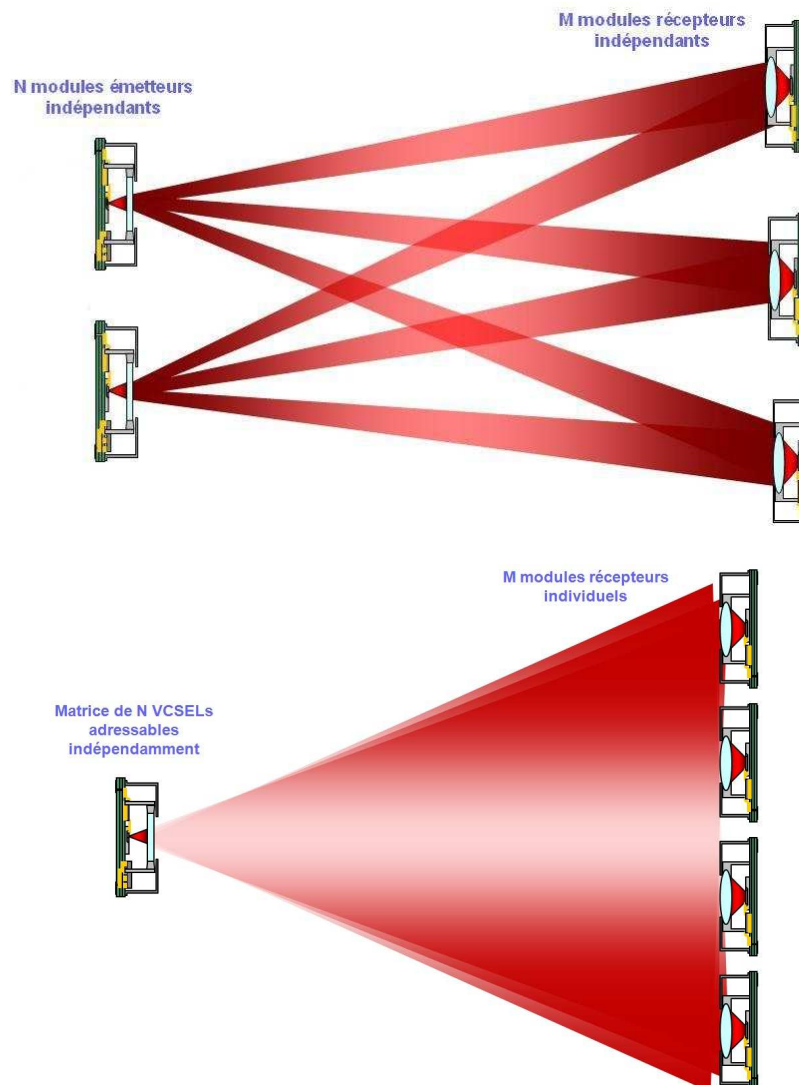 M modules récepteurs
indépendants
N modules émetteurs
indépendants
M modules récepteurs
individuels
Matrice de N VCSELs
adressables
indépendamment